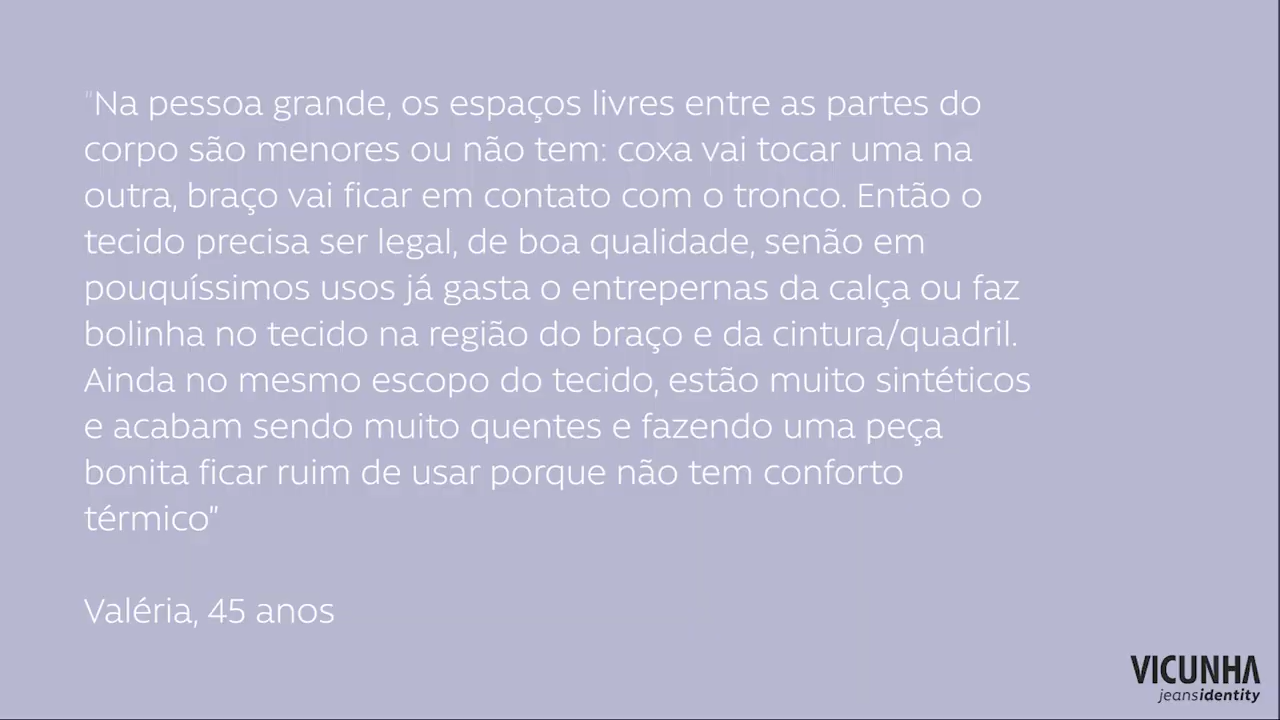 "Na pessoa grande, os espaços livres entre as partes do
corpo são menores ou não tem: coxa vai tocar uma na
outra, braço vai ficar em contato com o tronco. Então o
tecido precisa ser legal, de boa qualidade, senão em
pouquíssimos usos já gasta o entrepernas da calça ou faz
bolinha no tecido na região do braço e da cintura/quadril.
Ainda no mesmo escopo do tecido, estão muito sintéticos
e acabam sendo muito quentes e fazendo uma peça
bonita ficar ruim de usar porque não tem conforto
térmico"
Valéria, 45 anos
VICUNHA
jeansidentity